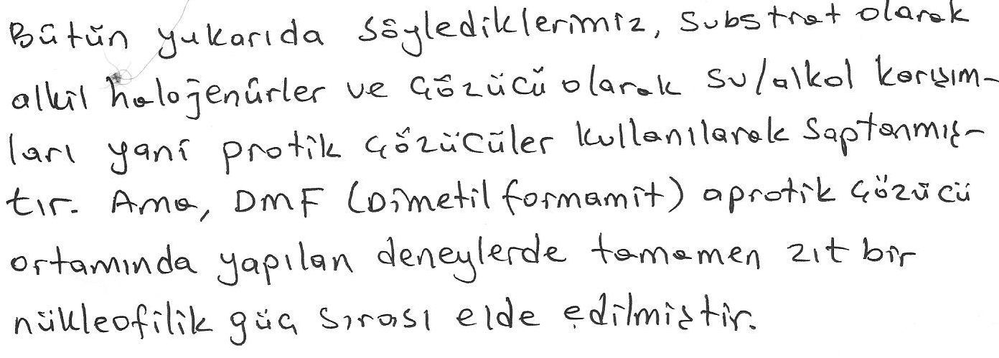 Bütün yukarıda söylediklerimiz, substrat olarak
alkil halojenürler ve çözücü olarak su/alkol karışım-
ları yani protik çözücüler kullanılarak saptanmış-
tır. Ama, DMF (Dimetil formamit) aprotik çözücü
ortamında yapılan deneylerde tamamen zıt bir
nükleofilik güç sırası elde edilmiştir.